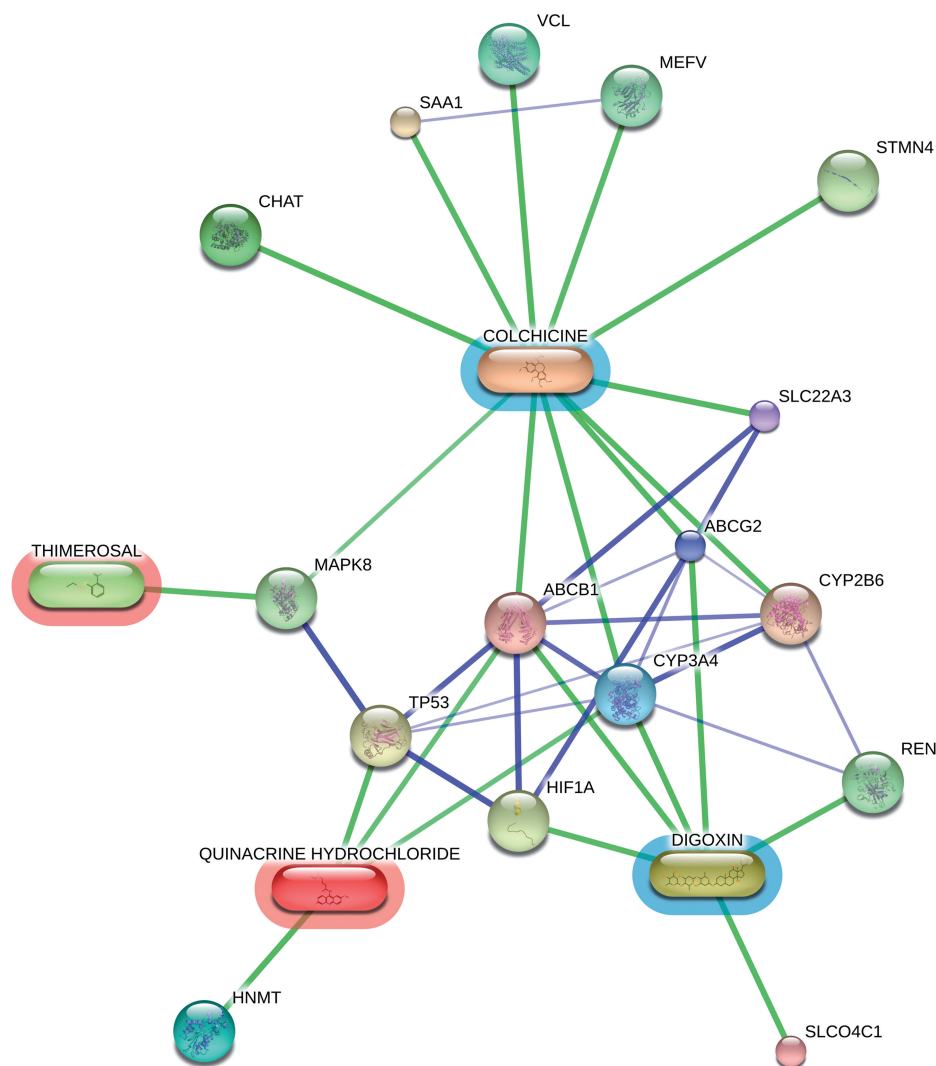 VCL
MEFV
SAA1
STMN4
CHAT
COLCHICINE
SLC22A3
ABCG2
THIMEROSAL
MAPK8
CYP2B6
ABCB1
CYP3A4
TP53
REN
HIF1A
DIGOXIN
QUINACRINE HYDROCHLORIDE
HNMT
SLCO4C1